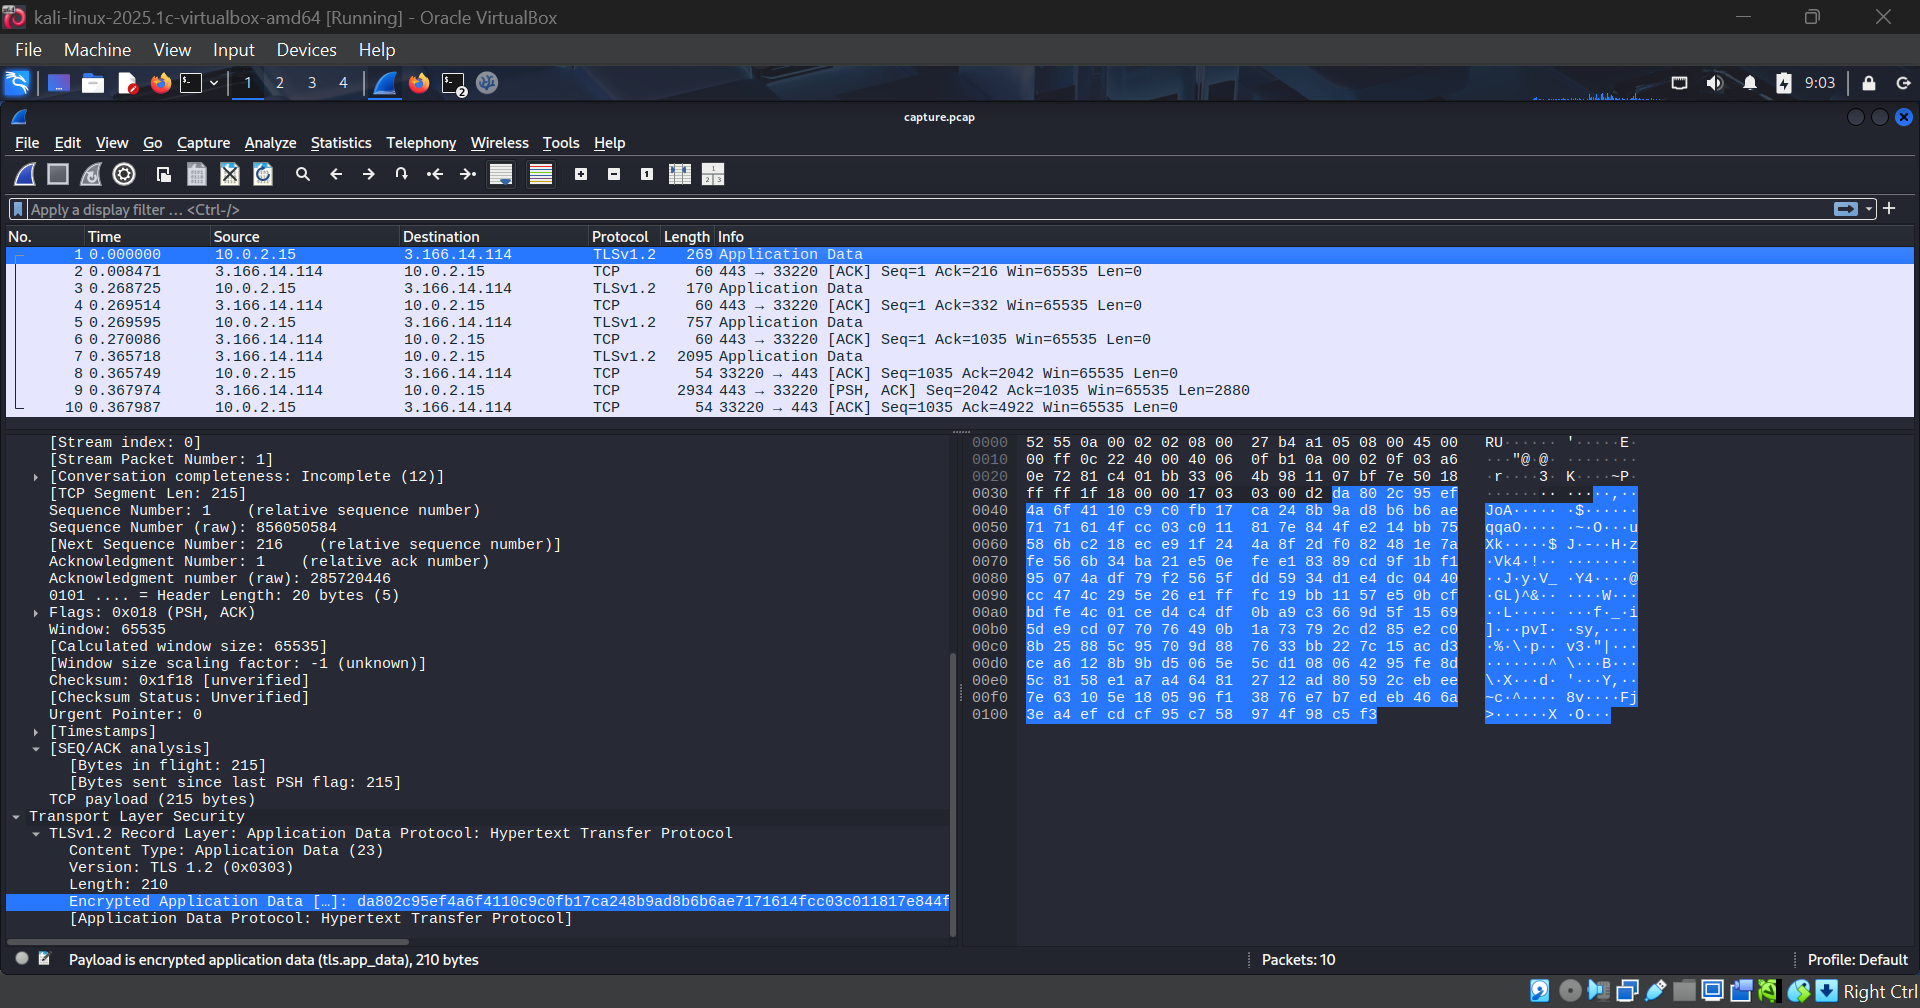 kali-linux-2025.1c-virtualbox-amd64 [Running] - Oracle VirtualBox
File Machine View Input Devices Help
1 2 3 4 2 9:03
capture.pcap
File Edit View Go Capture Analyze Statistics Telephony Wireless Tools Help
Apply a display filter … <Ctrl-/>
No. Time Source Destination Protocol Length Info
1 0.000000 10.0.2.15 3.166.14.114 TLSv1.2 269 Application Data
2 0.008471 3.166.14.114 10.0.2.15 TCP 60 443 → 33220 [ACK] Seq=1 Ack=216 Win=65535 Len=0
3 0.268725 10.0.2.15 3.166.14.114 TLSv1.2 170 Application Data
4 0.269514 3.166.14.114 10.0.2.15 TCP 60 443 → 33220 [ACK] Seq=1 Ack=332 Win=65535 Len=0
5 0.269595 10.0.2.15 3.166.14.114 TLSv1.2 757 Application Data
6 0.270086 3.166.14.114 10.0.2.15 TCP 60 443 → 33220 [ACK] Seq=1 Ack=1035 Win=65535 Len=0
7 0.365718 3.166.14.114 10.0.2.15 TLSv1.2 2095 Application Data
8 0.365749 10.0.2.15 3.166.14.114 TCP 54 33220 → 443 [ACK] Seq=1035 Ack=2042 Win=65535 Len=0
9 0.367974 3.166.14.114 10.0.2.15 TCP 2934 443 → 33220 [PSH, ACK] Seq=2042 Ack=1035 Win=65535 Len=2880
10 0.367987 10.0.2.15 3.166.14.114 TCP 54 33220 → 443 [ACK] Seq=1035 Ack=4922 Win=65535 Len=0
[Stream index: 0]
[Stream Packet Number: 1]
[Conversation completeness: Incomplete (12)]
[TCP Segment Len: 215]
Sequence Number: 1 (relative sequence number)
Sequence Number (raw): 856050584
[Next Sequence Number: 216 (relative sequence number)]
Acknowledgment Number: 1 (relative ack number)
Acknowledgment number (raw): 285720446
0101 .... = Header Length: 20 bytes (5)
Flags: 0x018 (PSH, ACK)
Window: 65535
[Calculated window size: 65535]
[Window size scaling factor: -1 (unknown)]
Checksum: 0x1f18 [unverified]
[Checksum Status: Unverified]
Urgent Pointer: 0
[Timestamps]
[SEQ/ACK analysis]
[Bytes in flight: 215]
[Bytes sent since last PSH flag: 215]
TCP payload (215 bytes)
Transport Layer Security
TLSv1.2 Record Layer: Application Data Protocol: Hypertext Transfer Protocol
Content Type: Application Data (23)
Version: TLS 1.2 (0x0303)
Length: 210
Encrypted Application Data […]: da802c95ef4a6f4110c9c0fb17ca248b9ad8b6b6ae7171614fcc03c011817e844f
[Application Data Protocol: Hypertext Transfer Protocol]
0000 52 55 0a 00 02 02 08 00 27 b4 a1 05 08 00 45 00 RU······ '·····E·
0010 00 ff 0c 22 40 00 40 06 0f b1 0a 00 02 0f 03 a6 ···"@·@· ········
0020 0e 72 81 c4 01 bb 33 06 4b 98 11 07 bf 7e 50 18 ·r····3· K····~P·
0030 ff ff 1f 18 00 00 17 03 03 00 d2 da 80 2c 95 ef ········ ·····,··
0040 4a 6f 41 10 c9 c0 fb 17 ca 24 8b 9a d8 b6 b6 ae JoA····· ·$······
0050 71 71 61 4f cc 03 c0 11 81 7e 84 4f e2 14 bb 75 qqaO···· ·~·O···u
0060 58 6b c2 18 ec e9 1f 24 4a 8f 2d f0 82 48 1e 7a Xk·····$ J·-··H·z
0070 fe 56 6b 34 ba 21 e5 0e fe e1 83 89 cd 9f 1b f1 ·Vk4·!·· ········
0080 95 07 4a df 79 f2 56 5f dd 59 34 d1 e4 dc 04 40 ··J·y·V_ ·Y4····@
0090 cc 47 4c 29 5e 26 e1 ff fc 19 bb 11 57 e5 0b cf ·GL)^&·· ····W···
00a0 bd fe 4c 01 ce d4 c4 df 0b a9 c3 66 9d 5f 15 69 ··L····· ···f·_·i
00b0 5d e9 cd 07 70 76 49 0b 1a 73 79 2c d2 85 e2 c0 ]···pvI· ·sy,····
00c0 8b 25 88 5c 95 70 9d 88 76 33 bb 22 7c 15 ac d3 ·%·\·p·· v3·"|···
00d0 ce a6 12 8b 9b d5 06 5e 5c d1 08 06 42 95 fe 8d ·······^ \···B···
00e0 5c 81 58 e1 a7 a4 64 81 27 12 ad 80 59 2c eb ee \·X···d· '···Y,··
00f0 7e 63 10 5e 18 05 96 f1 38 76 e7 b7 ed eb 46 6a ~c·^···· 8v····Fj
0100 3e a4 ef cd cf 95 c7 58 97 4f 98 c5 f3 >······X ·O···
Payload is encrypted application data (tls.app_data), 210 bytes
Packets: 10
Profile: Default
Right Ctrl